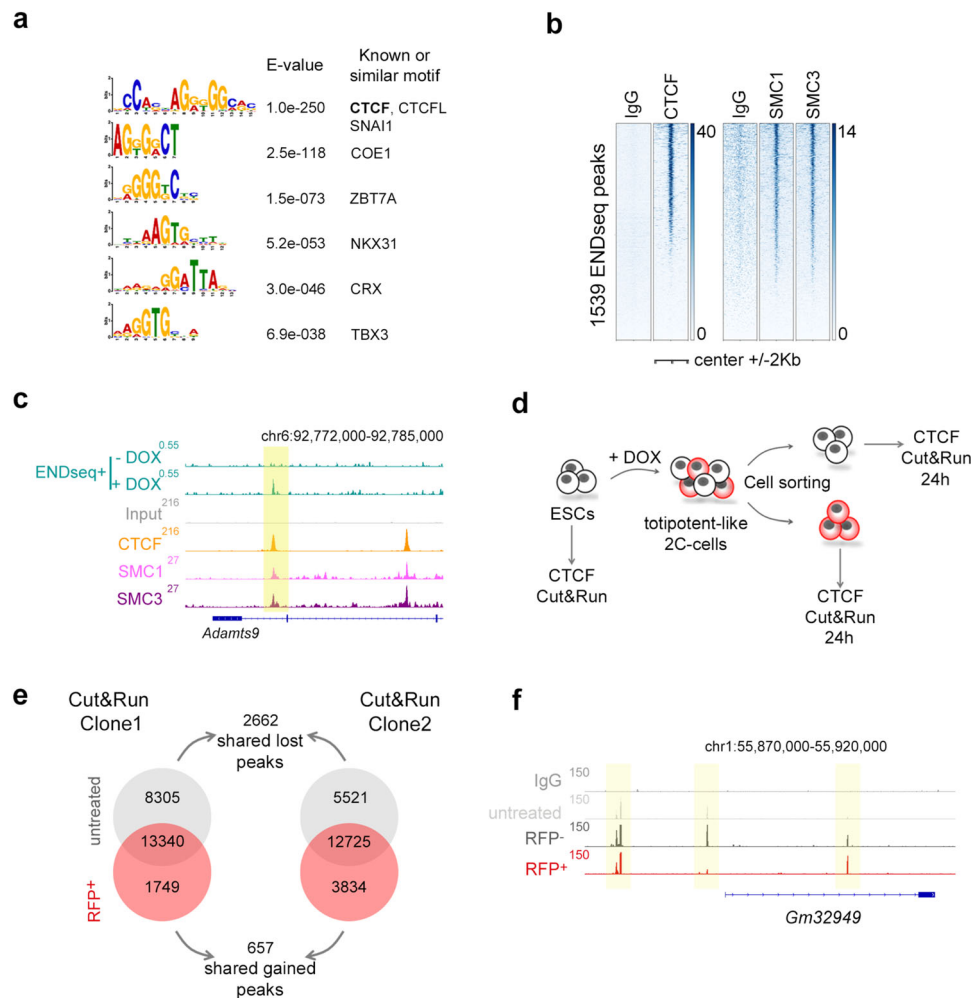 a
E-value
Known or
similar motif
1.0e-250
CTCF, CTCFL
SNAI1
2.5e-118
COE1
1.5e-073
ZBT7A
5.2e-053
NKX31
3.0e-046
CRX
6.9e-038
TBX3
b
IgG
CTCF
IgG
SMC1
SMC3
1539 ENDseq peaks
40
0
14
0
center +/-2Kb
c
chr6:92,772,000-92,785,000
ENDseq+
- DOX 0.55
+ DOX 0.55
Input 216
CTCF 216
SMC1 27
SMC3 27
Adamts9
d
+ DOX
ESCs
CTCF
Cut&Run
totipotent-like
2C-cells
Cell sorting
CTCF
Cut&Run
24h
CTCF
Cut&Run
24h
e
Cut&Run
Clone1
Cut&Run
Clone2
2662
shared lost
peaks
untreated
RFP+
8305
13340
1749
5521
12725
3834
657
shared gained
peaks
f
chr1:55,870,000-55,920,000
IgG 150
untreated 150
RFP- 150
RFP+ 150
Gm32949